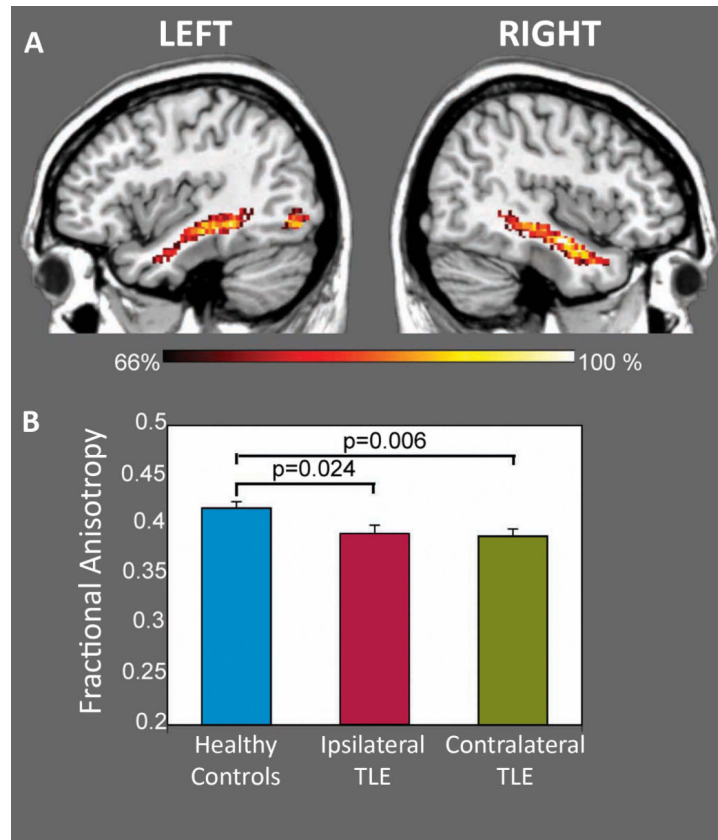 A
LEFT
RIGHT
66%
100 %
B
Fractional Anisotropy
0.5
0.45
0.4
0.35
0.3
0.25
0.2
p=0.006
p=0.024
Healthy
Controls
Ipsilateral
TLE
Contralateral
TLE